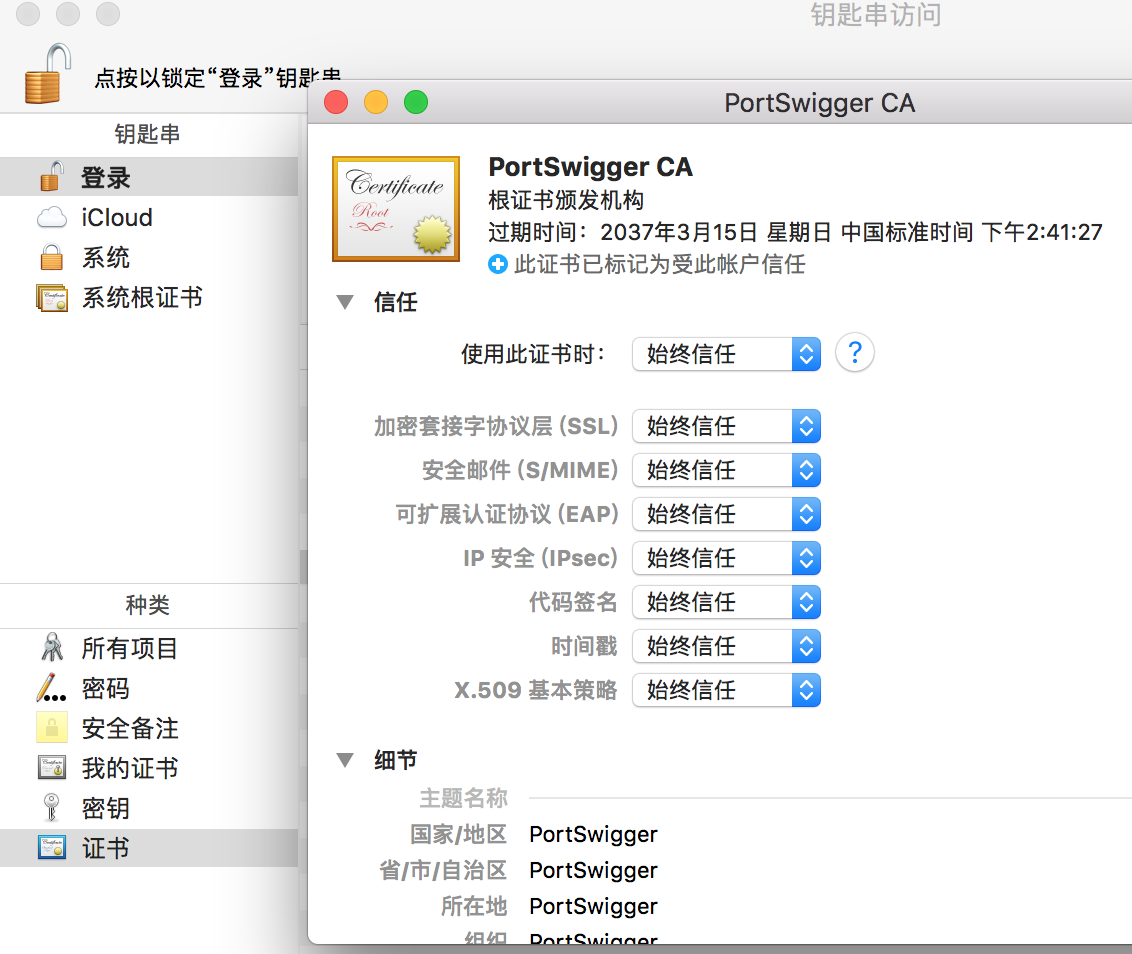 钥匙串访问
点按以锁定“登录”钥匙串
钥匙串
登录
iCloud
系统
系统根证书
种类
所有项目
密码
安全备注
我的证书
密钥
证书
PortSwigger CA
Certificate
Root
PortSwigger CA
根证书颁发机构
过期时间：2037年3月15日 星期日 中国标准时间 下午2:41:27
此证书已标记为受此帐户信任
信任
使用此证书时： 始终信任 ?
加密套接字协议层 (SSL) 始终信任
安全邮件 (S/MIME) 始终信任
可扩展认证协议 (EAP) 始终信任
IP 安全 (IPsec) 始终信任
代码签名 始终信任
时间戳 始终信任
X.509 基本策略 始终信任
细节
主题名称
国家/地区 PortSwigger
省/市/自治区 PortSwigger
所在地 PortSwigger
组织 PortSwigger